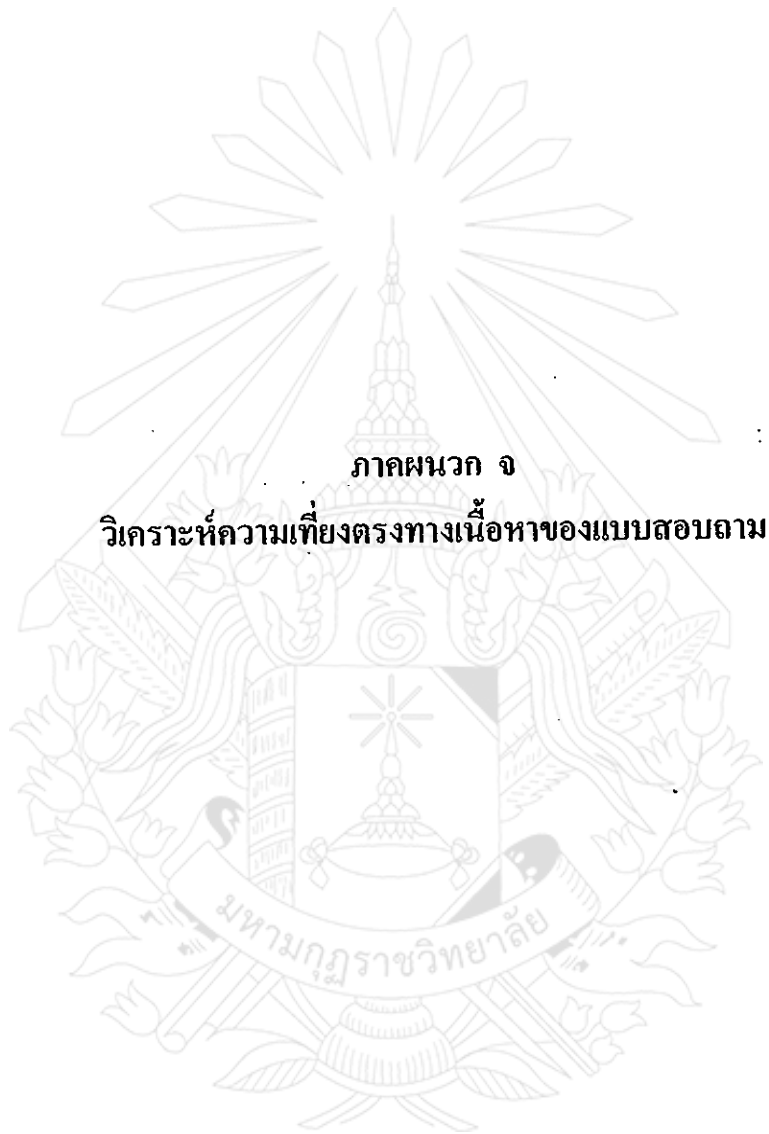 ภาคผนวก จ
วิเคราะห์ความเที่ยงตรงทางเนื้อหาของแบบสอบถาม
มหามกุฏราชวิทยาลัย